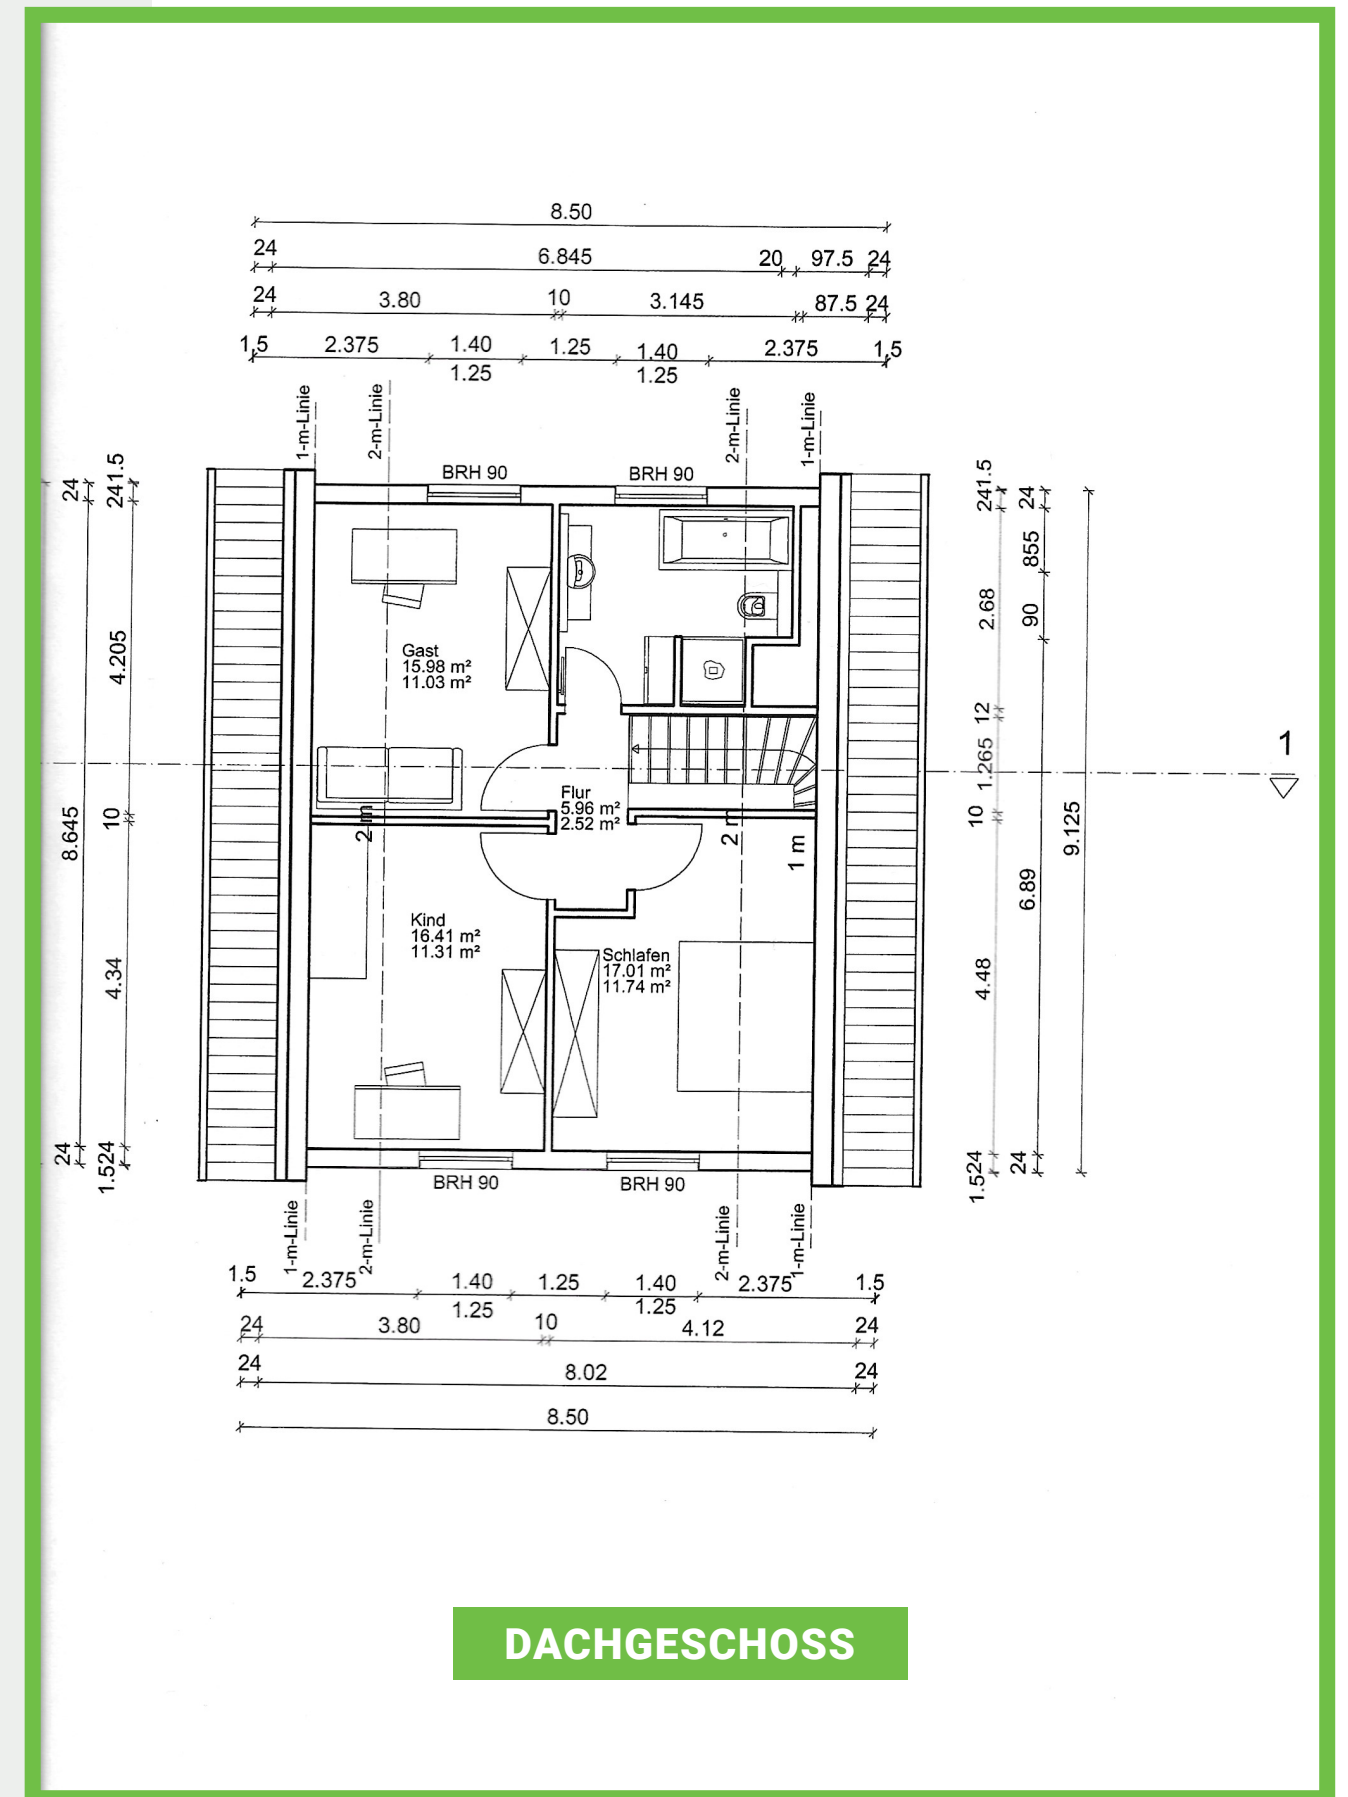 8.50
24 6.845 20 97.5 24
24 3.80 10 3.145 87.5 24
1,5 2.375 1.40 1.25 1.40 2.375 1,5
1.25 1.25
1-m-Linie 2-m-Linie 2-m-Linie 1-m-Linie
BRH 90 BRH 90
24 8.645 24
241.5 4.205 10 4.34 1.524
Gast
15.98 m²
11.03 m²
2 m
Flur
5.96 m²
2.52 m²
2 m
1 m
Kind
16.41 m²
11.31 m²
Schlafen
17.01 m²
11.74 m²
241.5 2.68 12 1.265 10 4.48 1.524
24 855 90 6.89 24
9.125
1
BRH 90 BRH 90
1-m-Linie 2-m-Linie 2-m-Linie 1-m-Linie
1.5 2.375 1.40 1.25 1.40 2.375 1.5
1.25 1.25
24 3.80 10 4.12 24
24 8.02 24
8.50
DACHGESCHOSS